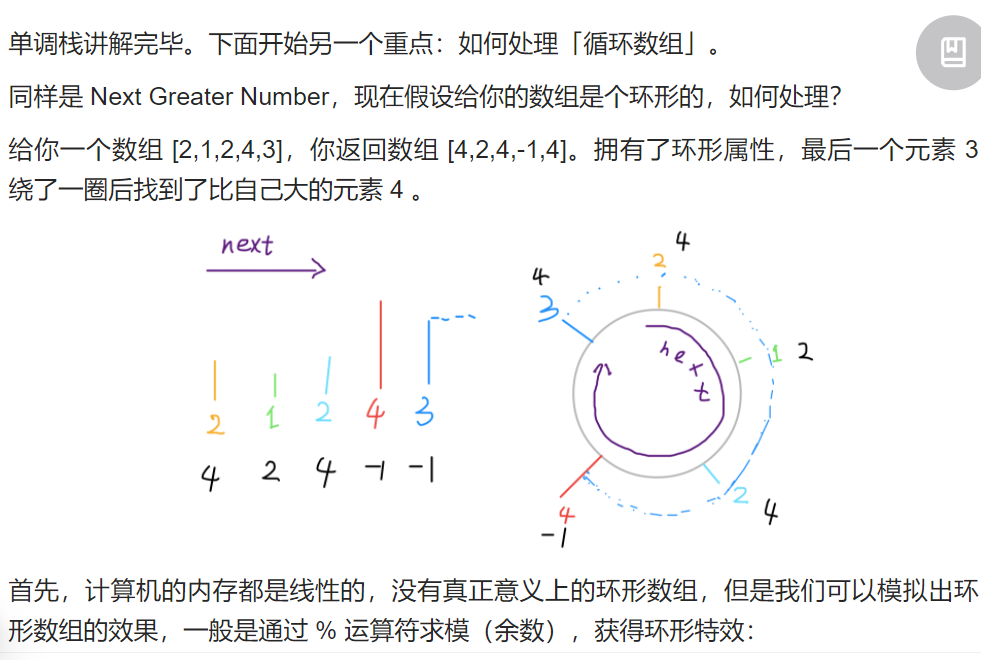 单调栈讲解完毕。下面开始另一个重点：如何处理「循环数组」。
同样是 Next Greater Number，现在假设给你的数组是个环形的，如何处理？
给你一个数组 [2,1,2,4,3]，你返回数组 [4,2,4,-1,4]。拥有了环形属性，最后一个元素 3
绕了一圈后找到了比自己大的元素 4 。
next
2 1 2 4 3
4 2 4 -1 -1
4
2
4
3
next
1 2
2
4
4
-1
首先，计算机的内存都是线性的，没有真正意义上的环形数组，但是我们可以模拟出环
形数组的效果，一般是通过 % 运算符求模（余数），获得环形特效：